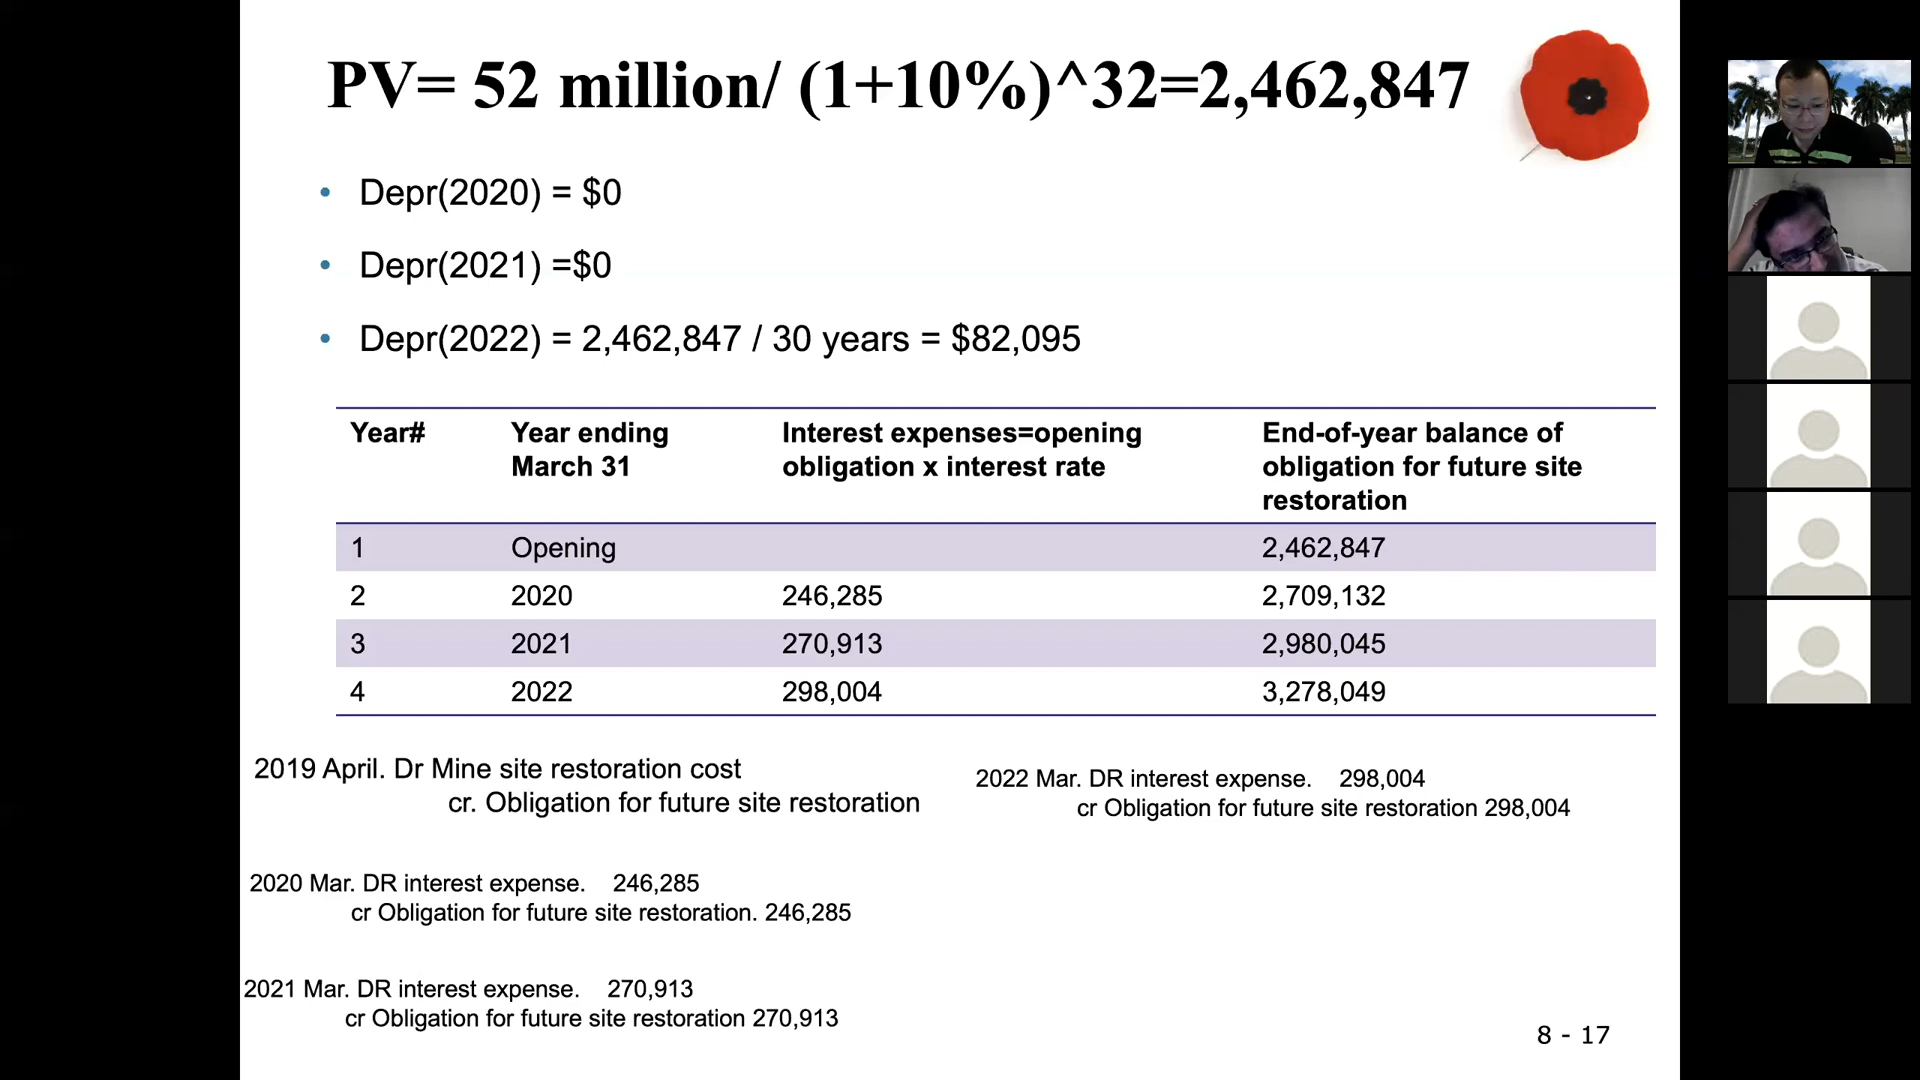 PV= 52 million/ (1+10%)^32=2,462,847
• Depr(2020) = $0
• Depr(2021) =$0
• Depr(2022) = 2,462,847 / 30 years = $82,095
Year# Year ending March 31 Interest expenses=opening obligation x interest rate End-of-year balance of obligation for future site restoration
1 Opening 2,462,847
2 2020 246,285 2,709,132
3 2021 270,913 2,980,045
4 2022 298,004 3,278,049
2019 April. Dr Mine site restoration cost
cr. Obligation for future site restoration
2022 Mar. DR interest expense. 298,004
cr Obligation for future site restoration 298,004
2020 Mar. DR interest expense. 246,285
cr Obligation for future site restoration. 246,285
2021 Mar. DR interest expense. 270,913
cr Obligation for future site restoration 270,913
8 - 17